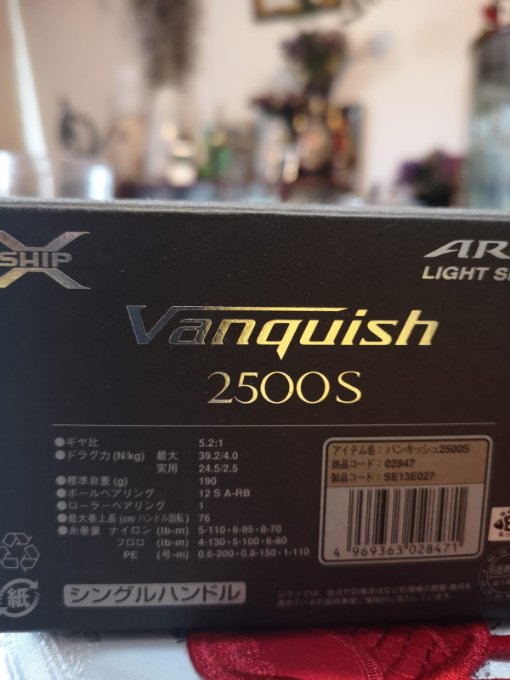 X
SHIP
AR
LIGHT S
Vanquish
2500S
●ギヤ比 5.2:1
●ドラグ力(N/kg) 最大 39.2/4.0
実用 24.5/2.5
●標準自重(g) 190
●ボールベアリング 12 S A-RB
●ローラーベアリング 1
●最大巻上長(cm/ハンドル回転) 76
●糸巻量 ナイロン(lb-m) 5-110・6-95・8-70
フロロ(lb-m) 4-130・5-100・6-80
PE (号-m) 0.6-200・0.8-150・1-110
アイテム名:バンキッシュ2500S
商品コード:02847
製品コード:SE13E027
4 969363 028471
紙
シングルハンドル